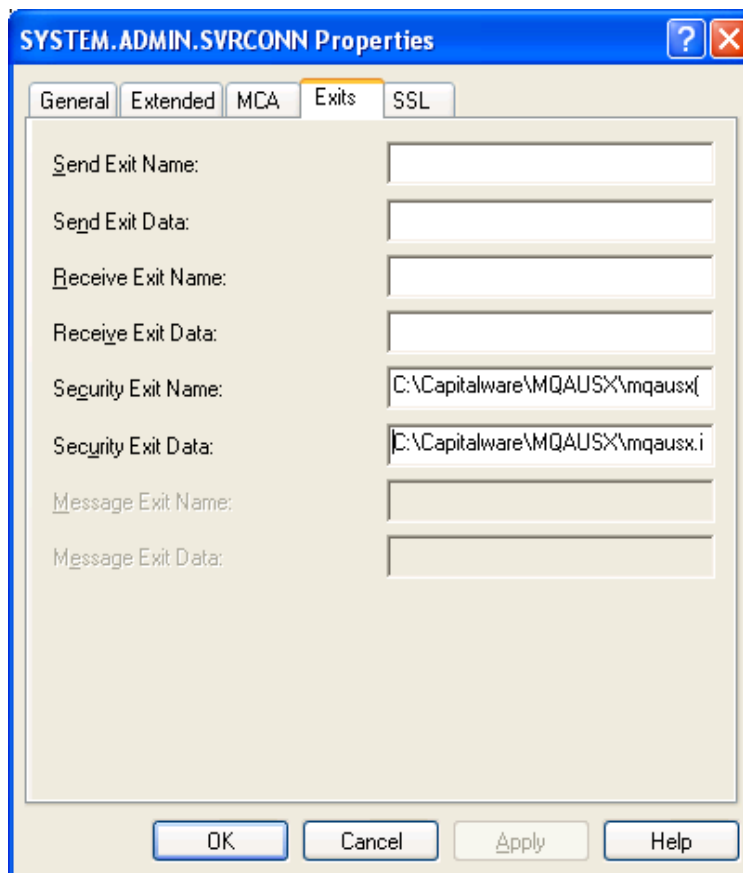 SYSTEM.ADMIN.SVRCONN Properties
General Extended MCA Exits SSL
Send Exit Name:
Send Exit Data:
Receive Exit Name:
Receive Exit Data:
Security Exit Name: C:\Capitalware\MQAUSX\mqausx(
Security Exit Data: C:\Capitalware\MQAUSX\mqausx.i
Message Exit Name:
Message Exit Data:
OK Cancel Apply Help